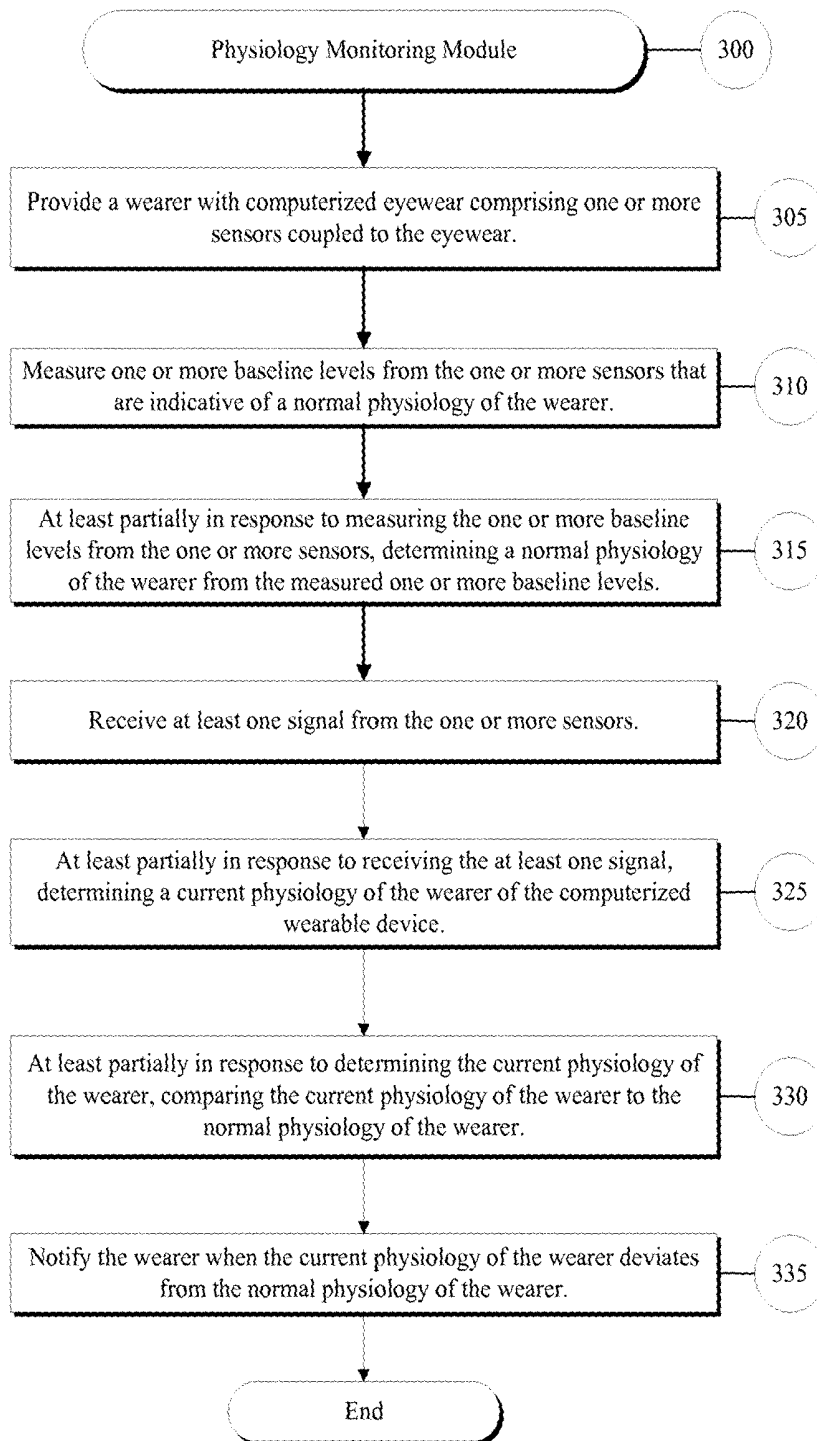 Physiology Monitoring Module
300
Provide a wearer with computerized eyewear comprising one or more
sensors coupled to the eyewear.
305
Measure one or more baseline levels from the one or more sensors that
are indicative of a normal physiology of the wearer.
310
At least partially in response to measuring the one or more baseline
levels from the one or more sensors, determining a normal physiology
of the wearer from the measured one or more baseline levels.
315
Receive at least one signal from the one or more sensors.
320
At least partially in response to receiving the at least one signal,
determining a current physiology of the wearer of the computerized
wearable device.
325
At least partially in response to determining the current physiology of
the wearer, comparing the current physiology of the wearer to the
normal physiology of the wearer.
330
Notify the wearer when the current physiology of the wearer deviates
from the normal physiology of the wearer.
335
End